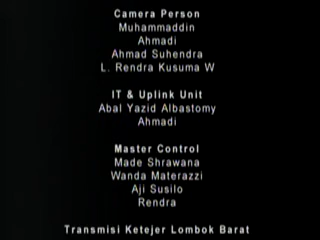 Camera Person
Muhammaddin
Ahmadi
Ahmad Suhendra
L. Rendra Kusuma W
IT & Uplink Unit
Abal Yazid Albastomy
Ahmadi
Master Control
Made Shrawana
Wanda Materazzi
Aji Susilo
Rendra
Transmisi Ketejer Lombok Barat